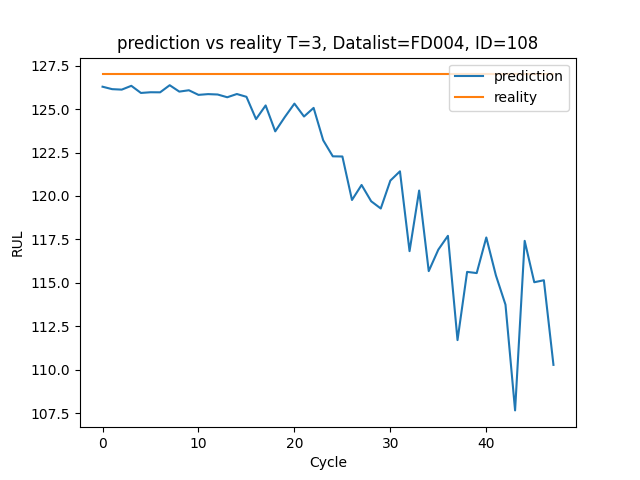 prediction vs reality T=3, Datalist=FD004, ID=108
127.5
prediction
reality
125.0
122.5
120.0
117.5
115.0
112.5
110.0
107.5
RUL
0 10 20 30 40
Cycle